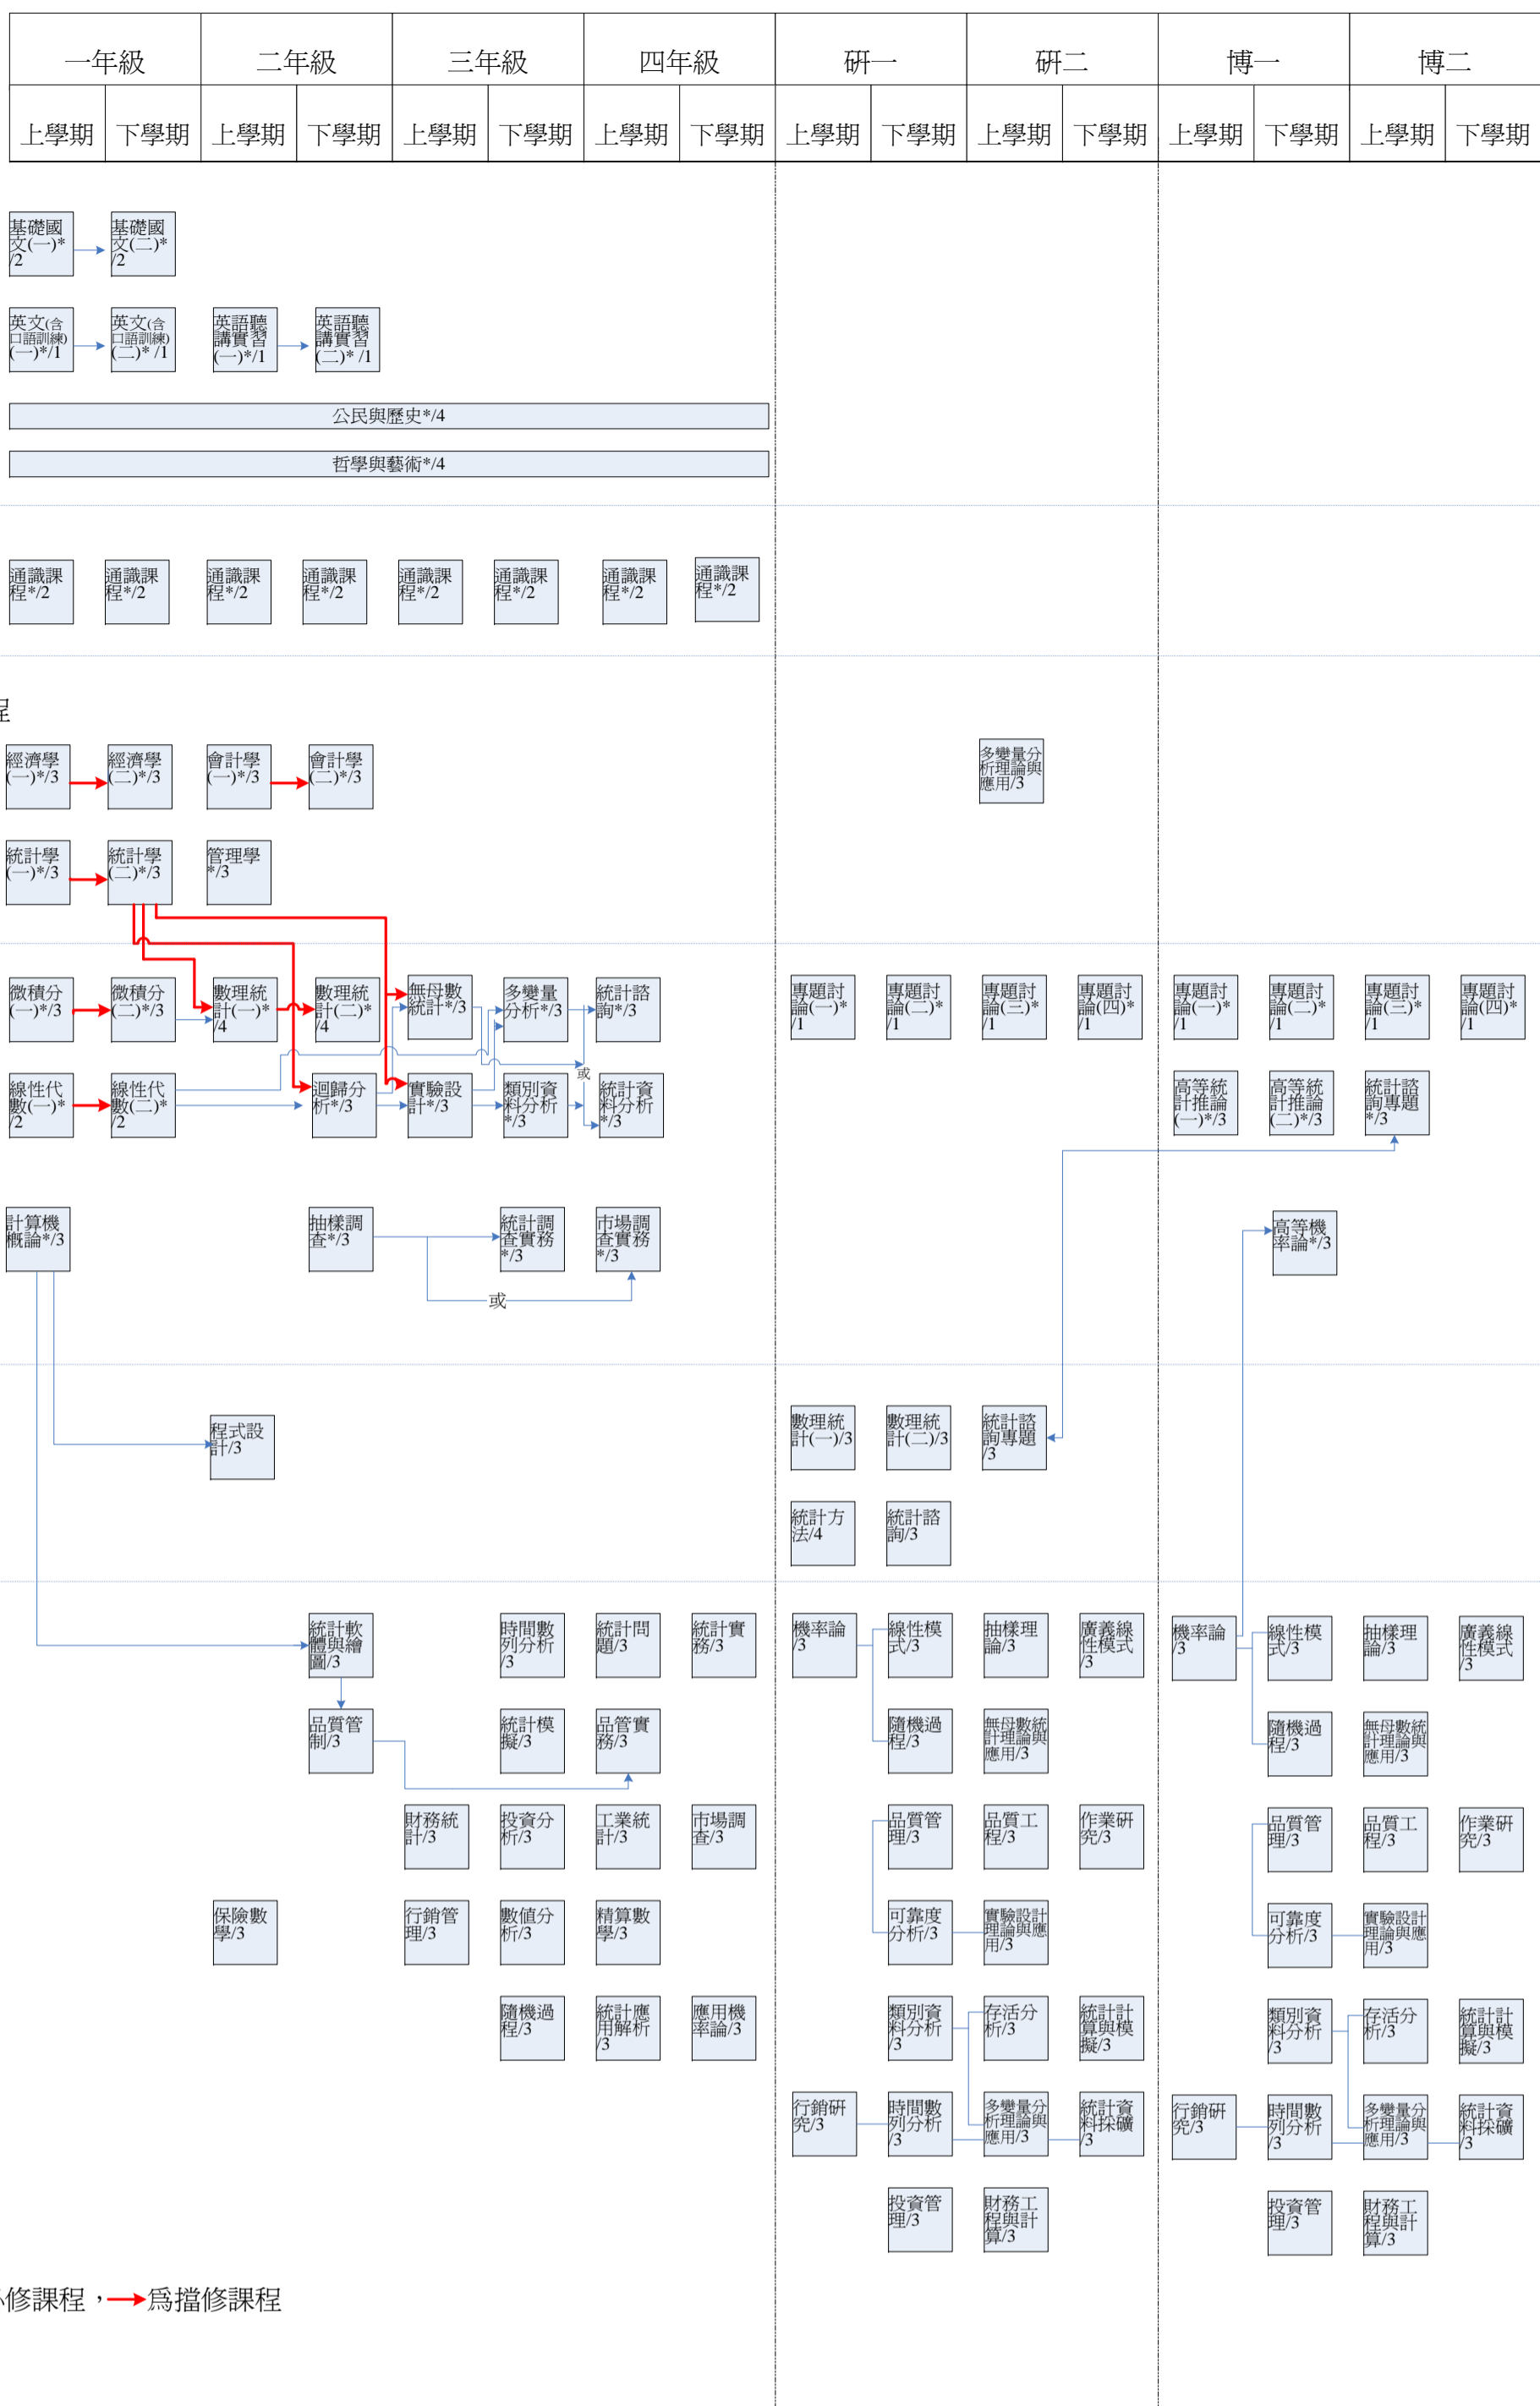 一年級 二年級 三年級 四年級 研一 研二 博一 博二
上學期 下學期 上學期 下學期 上學期 下學期 上學期 下學期 上學期 下學期 上學期 下學期 上學期 下學期 上學期 下學期
基礎國文(一)*/2 基礎國文(二)*/2
英文(含口語訓練)(一)*/1 英文(含口語訓練)(二)* /1 英語聽講實習(一)*/1 英語聽講實習(二)* /1
公民與歷史*/4
哲學與藝術*/4
通識課程*/2 通識課程*/2 通識課程*/2 通識課程*/2 通識課程*/2 通識課程*/2 通識課程*/2 通識課程*/2
程
經濟學(一)*/3 經濟學(二)*/3 會計學(一)*/3 會計學(二)*/3 多變量分析理論與應用/3
統計學(一)*/3 統計學(二)*/3 管理學*/3
微積分(一)*/3 微積分(二)*/3 數理統計(一)*/4 數理統計(二)*/4 無母數統計*/3 多變量分析*/3 統計諮詢*/3 專題討論(一)*/1 專題討論(二)*/1 專題討論(三)*/1 專題討論(四)*/1 專題討論(一)*/1 專題討論(二)*/1 專題討論(三)*/1 專題討論(四)*/1
或
線性代數(一)*/2 線性代數(二)*/2 迴歸分析*/3 實驗設計*/3 類別資料分析*/3 統計資料分析*/3 高等統計推論(一)*/3 高等統計推論(二)*/3 統計諮詢專題*/3
計算機概論*/3 抽樣調查*/3 統計調查實務*/3 市場調查實務*/3 高等機率論*/3
或
程式設計/3 數理統計(一)/3 數理統計(二)/3 統計諮詢專題/3
統計方法/4 統計諮詢/3
統計軟體與繪圖/3 時間數列分析/3 統計問題/3 統計實務/3 機率論/3 線性模式/3 抽樣理論/3 廣義線性模式/3 機率論/3 線性模式/3 抽樣理論/3 廣義線性模式/3
品質管制/3 統計模擬/3 品管實務/3 隨機過程/3 無母數統計理論與應用/3 隨機過程/3 無母數統計理論與應用/3
財務統計/3 投資分析/3 工業統計/3 市場調查/3 品質管理/3 品質工程/3 作業研究/3 品質管理/3 品質工程/3 作業研究/3
保險數學/3 行銷管理/3 數值分析/3 精算數學/3 可靠度分析/3 實驗設計理論與應用/3 可靠度分析/3 實驗設計理論與應用/3
隨機過程/3 統計應用解析/3 應用機率論/3 類別資料分析/3 存活分析/3 統計計算與模擬/3 類別資料分析/3 存活分析/3 統計計算與模擬/3
行銷研究/3 時間數列分析/3 多變量分析理論與應用/3 統計資料採礦/3 行銷研究/3 時間數列分析/3 多變量分析理論與應用/3 統計資料採礦/3
投資管理/3 財務工程與計算/3 投資管理/3 財務工程與計算/3
修課程，為擋修課程